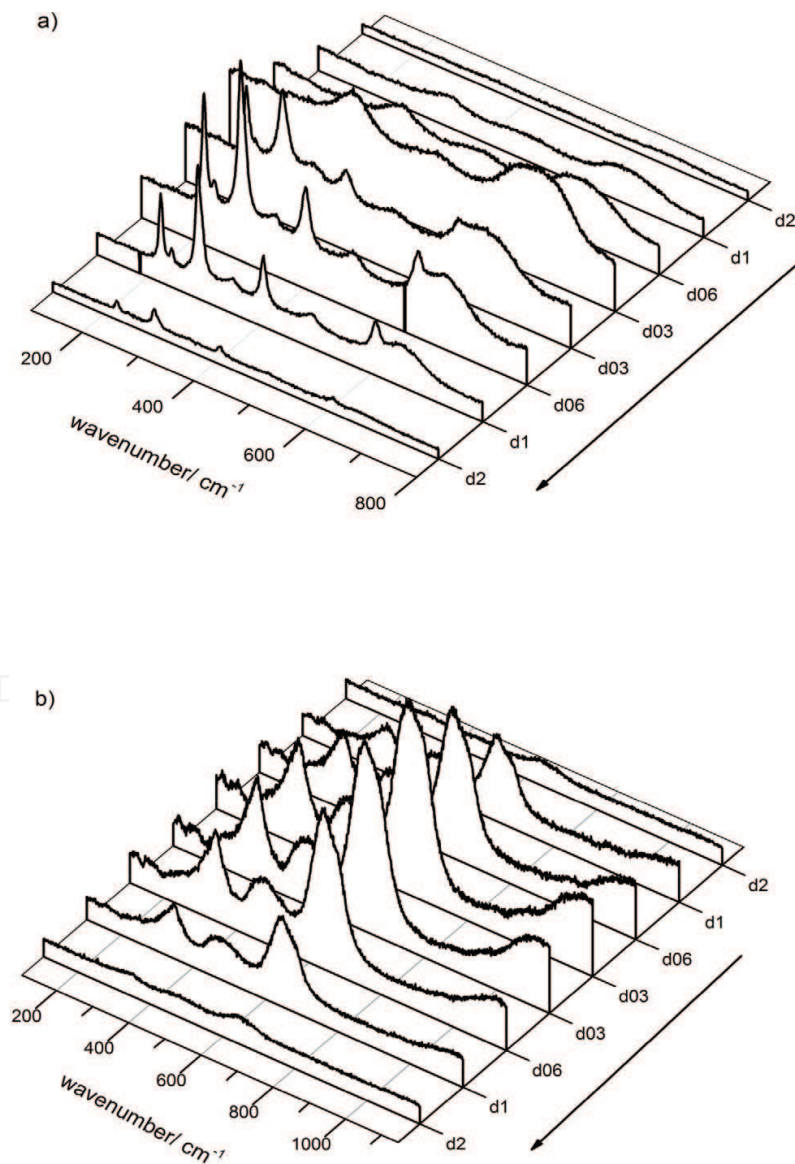 a)
d2
d1
d06
d03
d03
d06
d1
d2
200
400
600
800
wavenumber/ cm⁻¹
b)
d2
d1
d06
d03
d03
d06
d1
d2
200
400
600
800
1000
wavenumber/ cm⁻¹